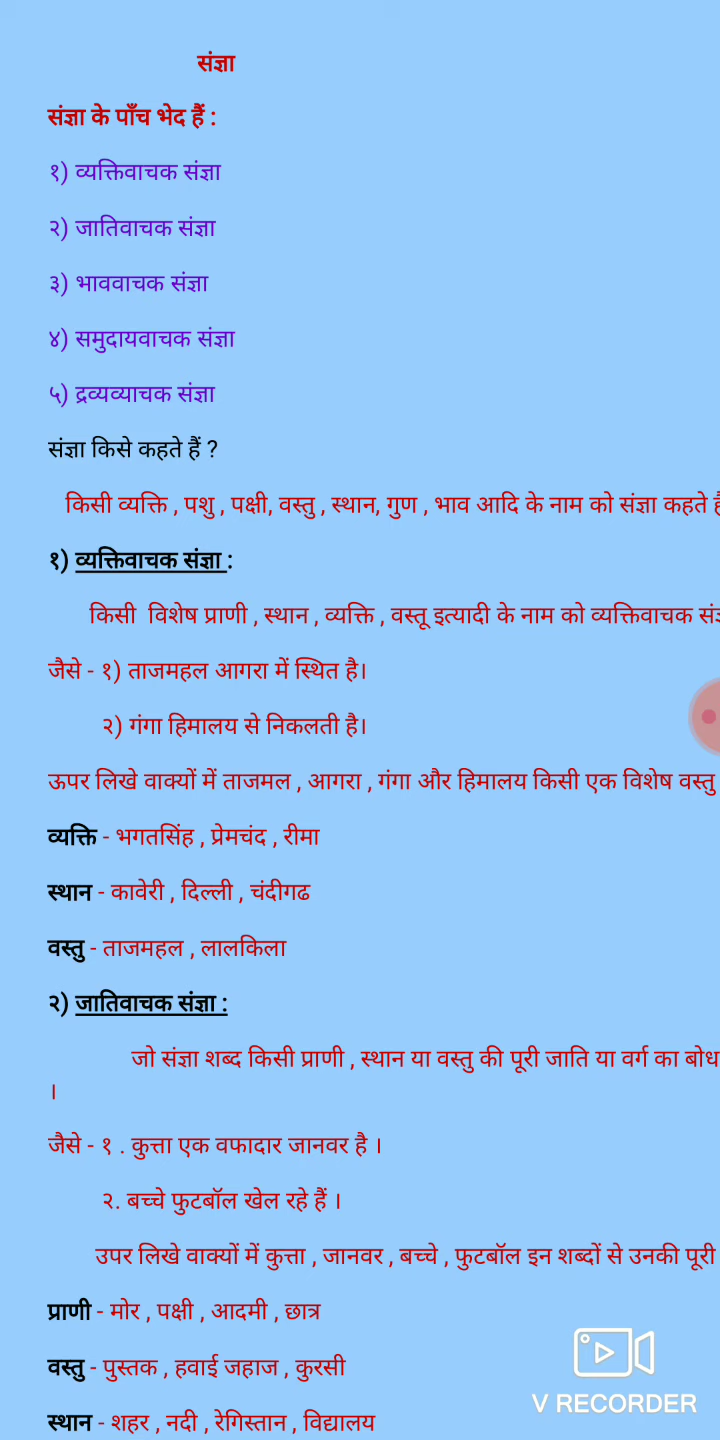 संज्ञा
संज्ञा के पाँच भेद हैं :
१) व्यक्तिवाचक संज्ञा
२) जातिवाचक संज्ञा
३) भाववाचक संज्ञा
४) समुदायवाचक संज्ञा
५) द्रव्यव्याचक संज्ञा
संज्ञा किसे कहते हैं ?
किसी व्यक्ति , पशु , पक्षी, वस्तु , स्थान, गुण , भाव आदि के नाम को संज्ञा कहते
१) व्यक्तिवाचक संज्ञा :
किसी विशेष प्राणी , स्थान , व्यक्ति , वस्तू इत्यादी के नाम को व्यक्तिवाचक
जैसे - १) ताजमहल आगरा में स्थित है।
२) गंगा हिमालय से निकलती है।
ऊपर लिखे वाक्यों में ताजमल , आगरा , गंगा और हिमालय किसी एक विशेष वस्तु
व्यक्ति - भगतसिंह , प्रेमचंद , रीमा
स्थान - कावेरी , दिल्ली , चंदीगढ
वस्तु - ताजमहल , लालकिला
२) जातिवाचक संज्ञा :
जो संज्ञा शब्द किसी प्राणी , स्थान या वस्तु की पूरी जाति या वर्ग का बोध
।
जैसे - १ . कुत्ता एक वफादार जानवर है ।
२. बच्चे फुटबॉल खेल रहे हैं ।
उपर लिखे वाक्यों में कुत्ता , जानवर , बच्चे , फुटबॉल इन शब्दों से उनकी पूरी
प्राणी - मोर , पक्षी , आदमी , छात्र
वस्तु - पुस्तक , हवाई जहाज , कुरसी
V RECORDER
स्थान - शहर , नदी , रेगिस्तान , विद्यालय